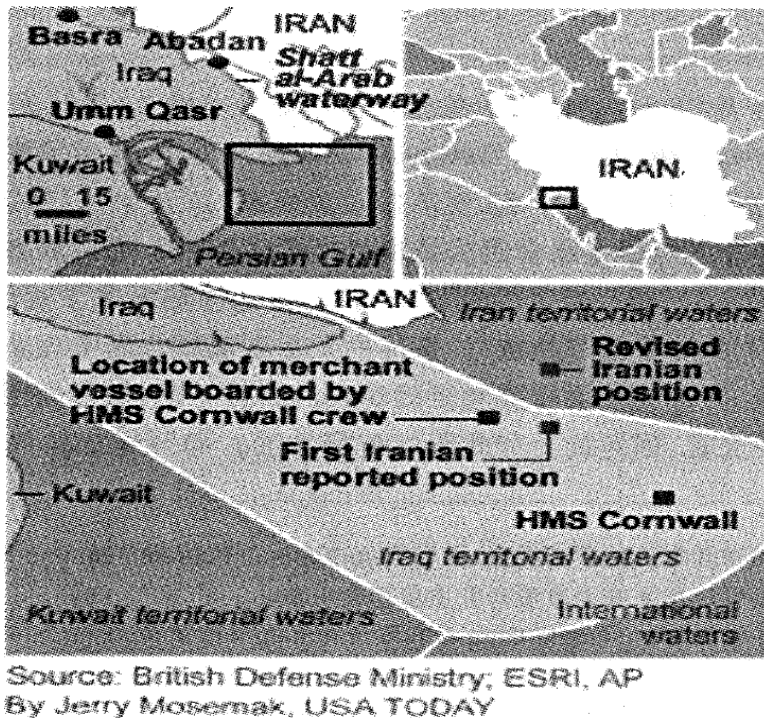 IRAN
Basra
Abadan
Iraq
Shatt
al-Arab
waterway
Umm Qasr
Kuwait
0 15
miles
Persian Gulf
IRAN
Iraq
IRAN
Iran territorial waters
Location of merchant
vessel boarded by
HMS Cornwall crew
Revised
Iranian
position
First Iranian
reported position
Kuwait
HMS Cornwall
Iraq territorial waters
Kuwait territorial waters
International
waters
Source: British Defense Ministry; ESRI, AP
By Jerry Mosemak, USA TODAY